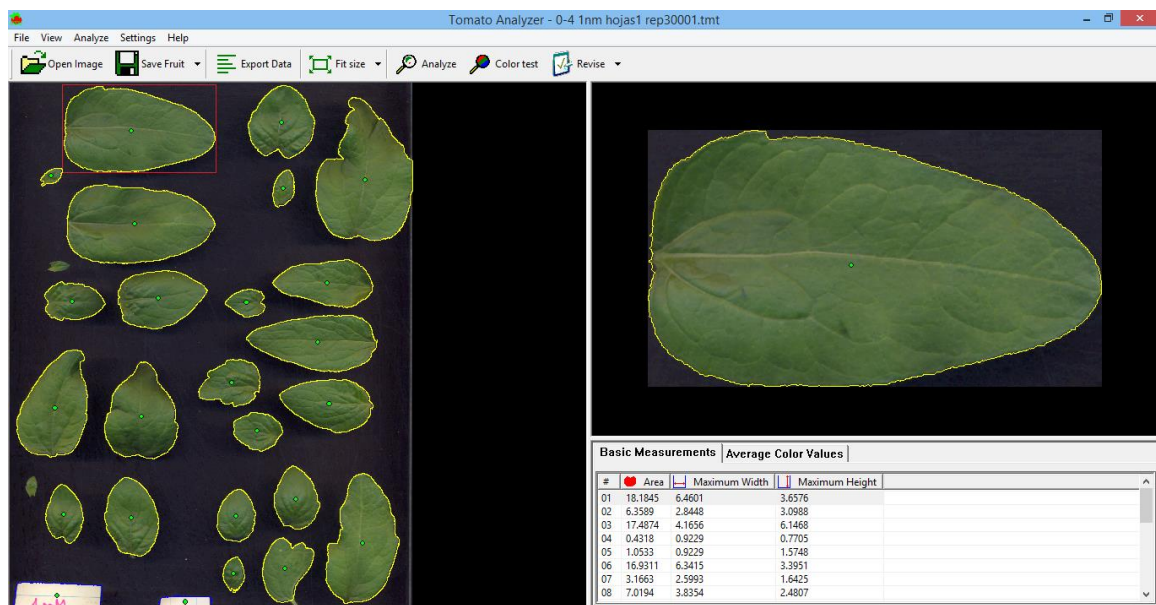 Tomato Analyzer - 0-4 1nm hojas1 rep30001.tmt
File View Analyze Settings Help
Open Image Save Fruit Export Data Fit size Analyze Color test Revise
Basic Measurements Average Color Values
# Area Maximum Width Maximum Height
01 18.1845 6.4601 3.6576
02 6.3589 2.8448 3.0988
03 17.4874 4.1656 6.1468
04 0.4318 0.9229 0.7705
05 1.0533 0.9229 1.5748
06 16.9311 6.3415 3.3951
07 3.1663 2.5993 1.6425
08 7.0194 3.8354 2.4807